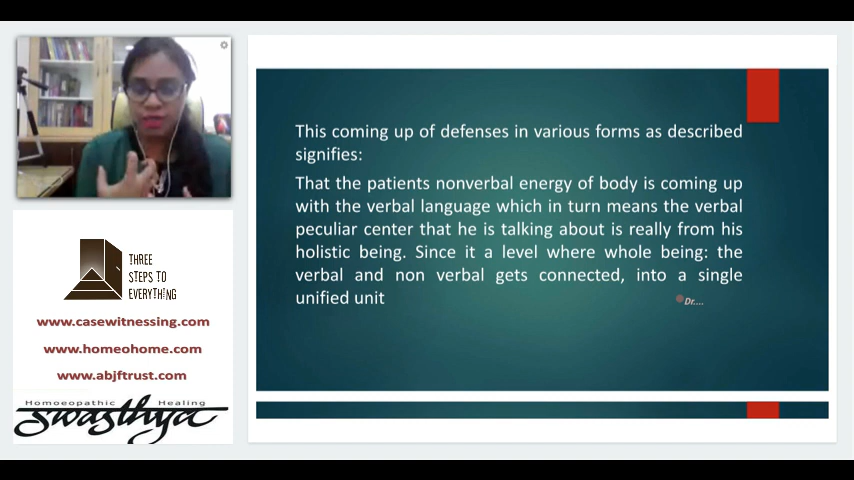 This coming up of defenses in various forms as described
signifies:
That the patients nonverbal energy of body is coming up
with the verbal language which in turn means the verbal
peculiar center that he is talking about is really from his
holistic being. Since it a level where whole being: the
verbal and non verbal gets connected, into a single
unified unit
Dr....
THREE
STEPS TO
EVERYTHING
www.casewitnessing.com
www.homeohome.com
www.abjftrust.com
Homoeopathic Healing
swasthya